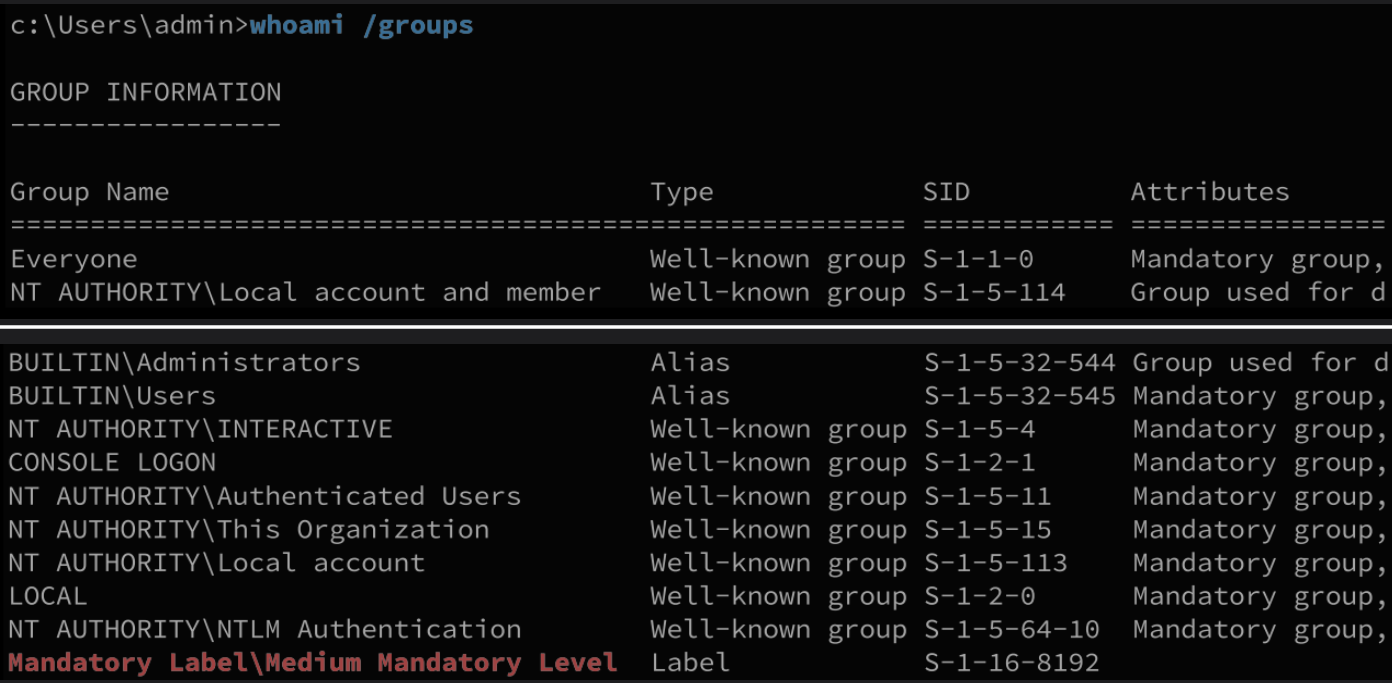 c:\Users\admin>whoami /groups
GROUP INFORMATION
-----------------
Group Name Type SID Attributes
======================================================== ============ ================
Everyone Well-known group S-1-1-0 Mandatory group,
NT AUTHORITY\Local account and member Well-known group S-1-5-114 Group used for d
BUILTIN\Administrators Alias S-1-5-32-544 Group used for d
BUILTIN\Users Alias S-1-5-32-545 Mandatory group,
NT AUTHORITY\INTERACTIVE Well-known group S-1-5-4 Mandatory group,
CONSOLE LOGON Well-known group S-1-2-1 Mandatory group,
NT AUTHORITY\Authenticated Users Well-known group S-1-5-11 Mandatory group,
NT AUTHORITY\This Organization Well-known group S-1-5-15 Mandatory group,
NT AUTHORITY\Local account Well-known group S-1-5-113 Mandatory group,
LOCAL Well-known group S-1-2-0 Mandatory group,
NT AUTHORITY\NTLM Authentication Well-known group S-1-5-64-10 Mandatory group,
Mandatory Label\Medium Mandatory Level Label S-1-16-8192